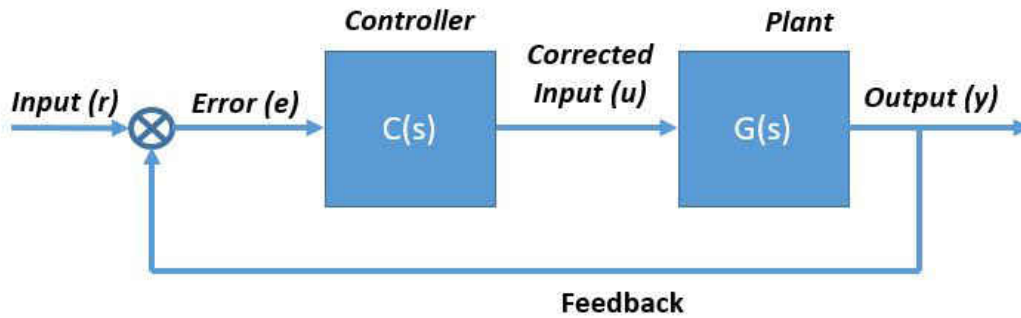 Controller
Plant
Corrected
Input (u)
Input (r)
Error (e)
Output (y)
C(s)
G(s)
Feedback